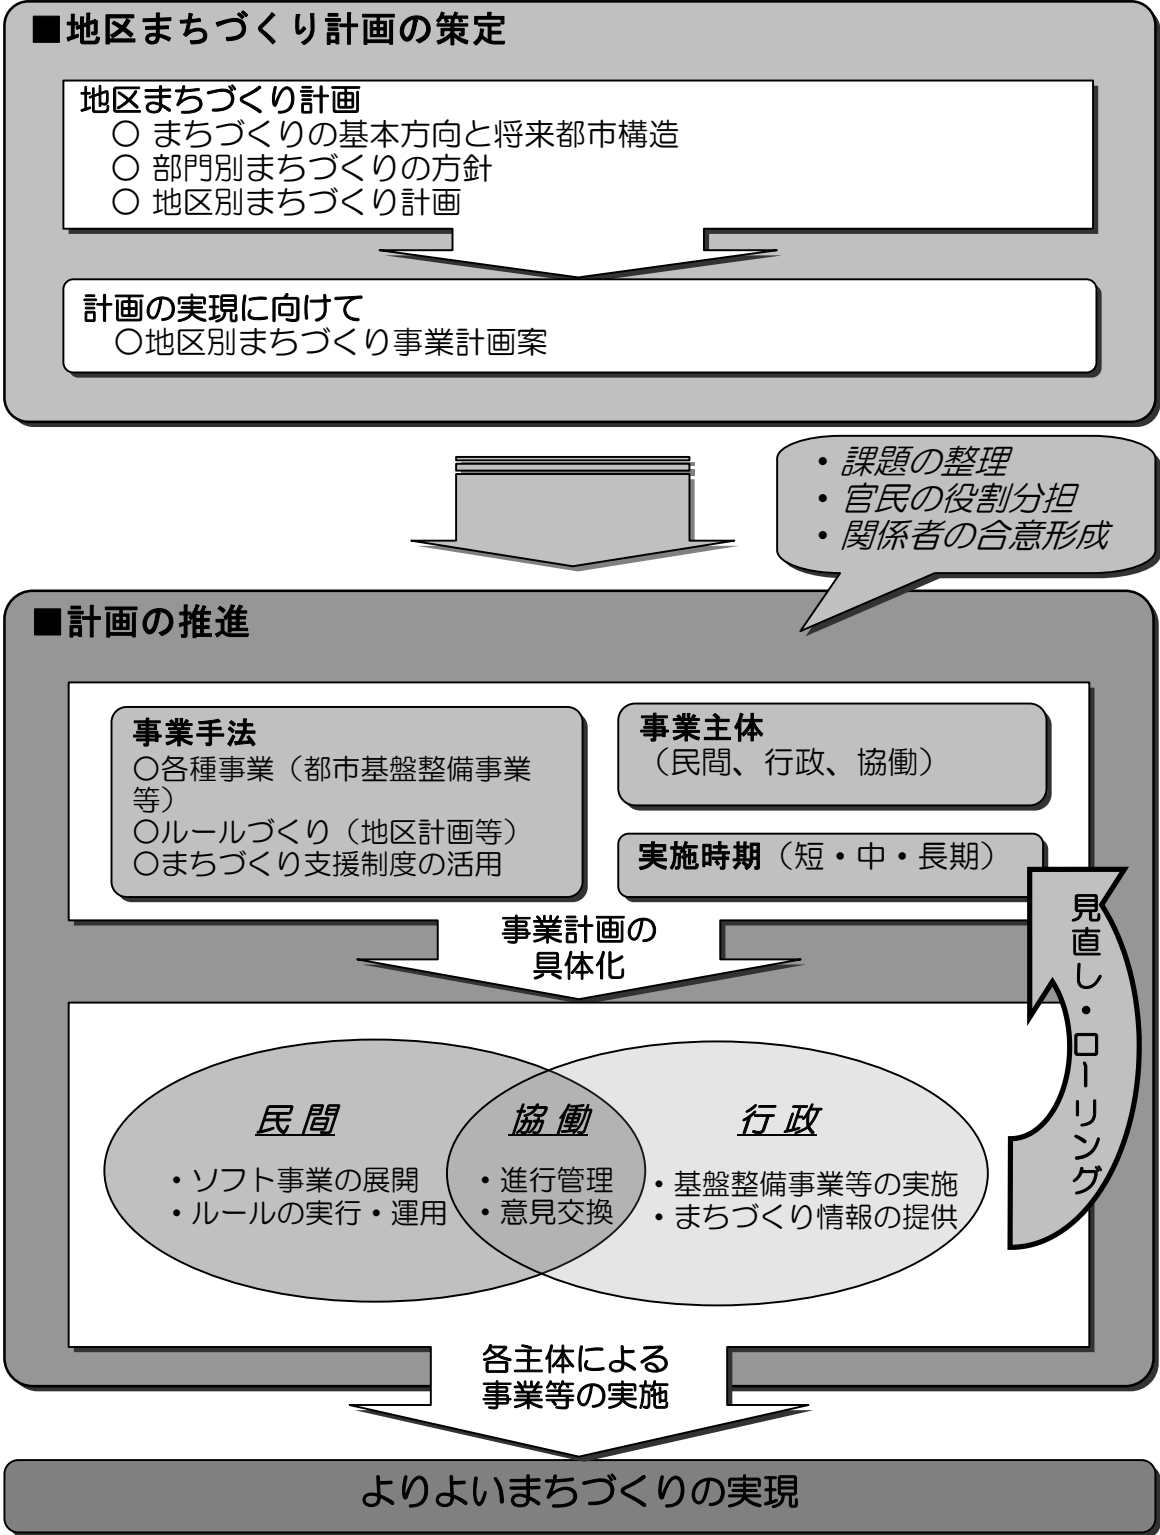 ■地区まちづくり計画の策定
地区まちづくり計画
○ まちづくりの基本方向と将来都市構造
○ 部門別まちづくりの方針
○ 地区別まちづくり計画
計画の実現に向けて
○地区別まちづくり事業計画案
・課題の整理
・官民の役割分担
・関係者の合意形成
■計画の推進
事業手法
○各種事業（都市基盤整備事業
等）
○ルールづくり（地区計画等）
○まちづくり支援制度の活用
事業主体
（民間、行政、協働）
実施時期（短・中・長期）
事業計画の
具体化
見直し・ローリング
民間
・ソフト事業の展開
・ルールの実行・運用
協働
・進行管理
・意見交換
行政
・基盤整備事業等の実施
・まちづくり情報の提供
各主体による
事業等の実施
よりよいまちづくりの実現